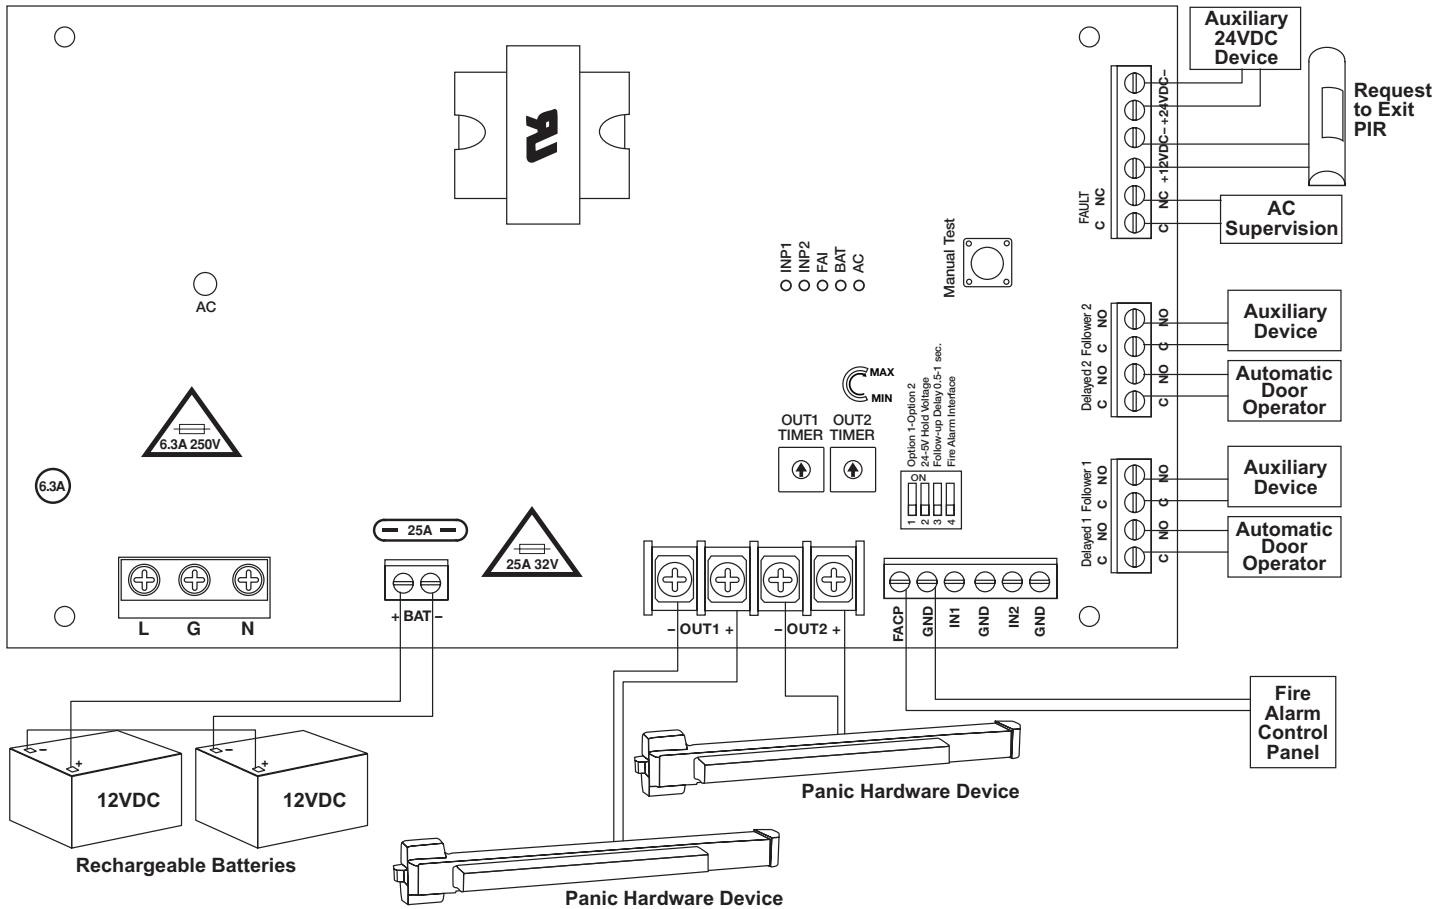 Auxiliary
24VDC
Device
Request
to Exit
PIR
+24VDC–
+12VDC–
FAULT
C NC
C NC
AC
Supervision
INP1
INP2
FAI
BAT
AC
Manual Test
AC
Delayed 2 Follower 2
C NO C NO
C NO C NO
Auxiliary
Device
Automatic
Door
Operator
MAX
MIN
OUT1
TIMER
OUT2
TIMER
Option 1-Option 2
24-5V Hold Voltage
Follow-up Delay 0.5-1 sec.
Fire Alarm Interface
ON
1 2 3 4
6.3A 250V
6.3A
25A
25A 32V
Delayed 1 Follower 1
C NO C NO
C NO C NO
Auxiliary
Device
Automatic
Door
Operator
L G N
+ BAT –
– OUT1 +
– OUT2 +
FACP
GND
IN1
GND
IN2
GND
Fire
Alarm
Control
Panel
– +
12VDC
– +
12VDC
Rechargeable Batteries
Panic Hardware Device
Panic Hardware Device